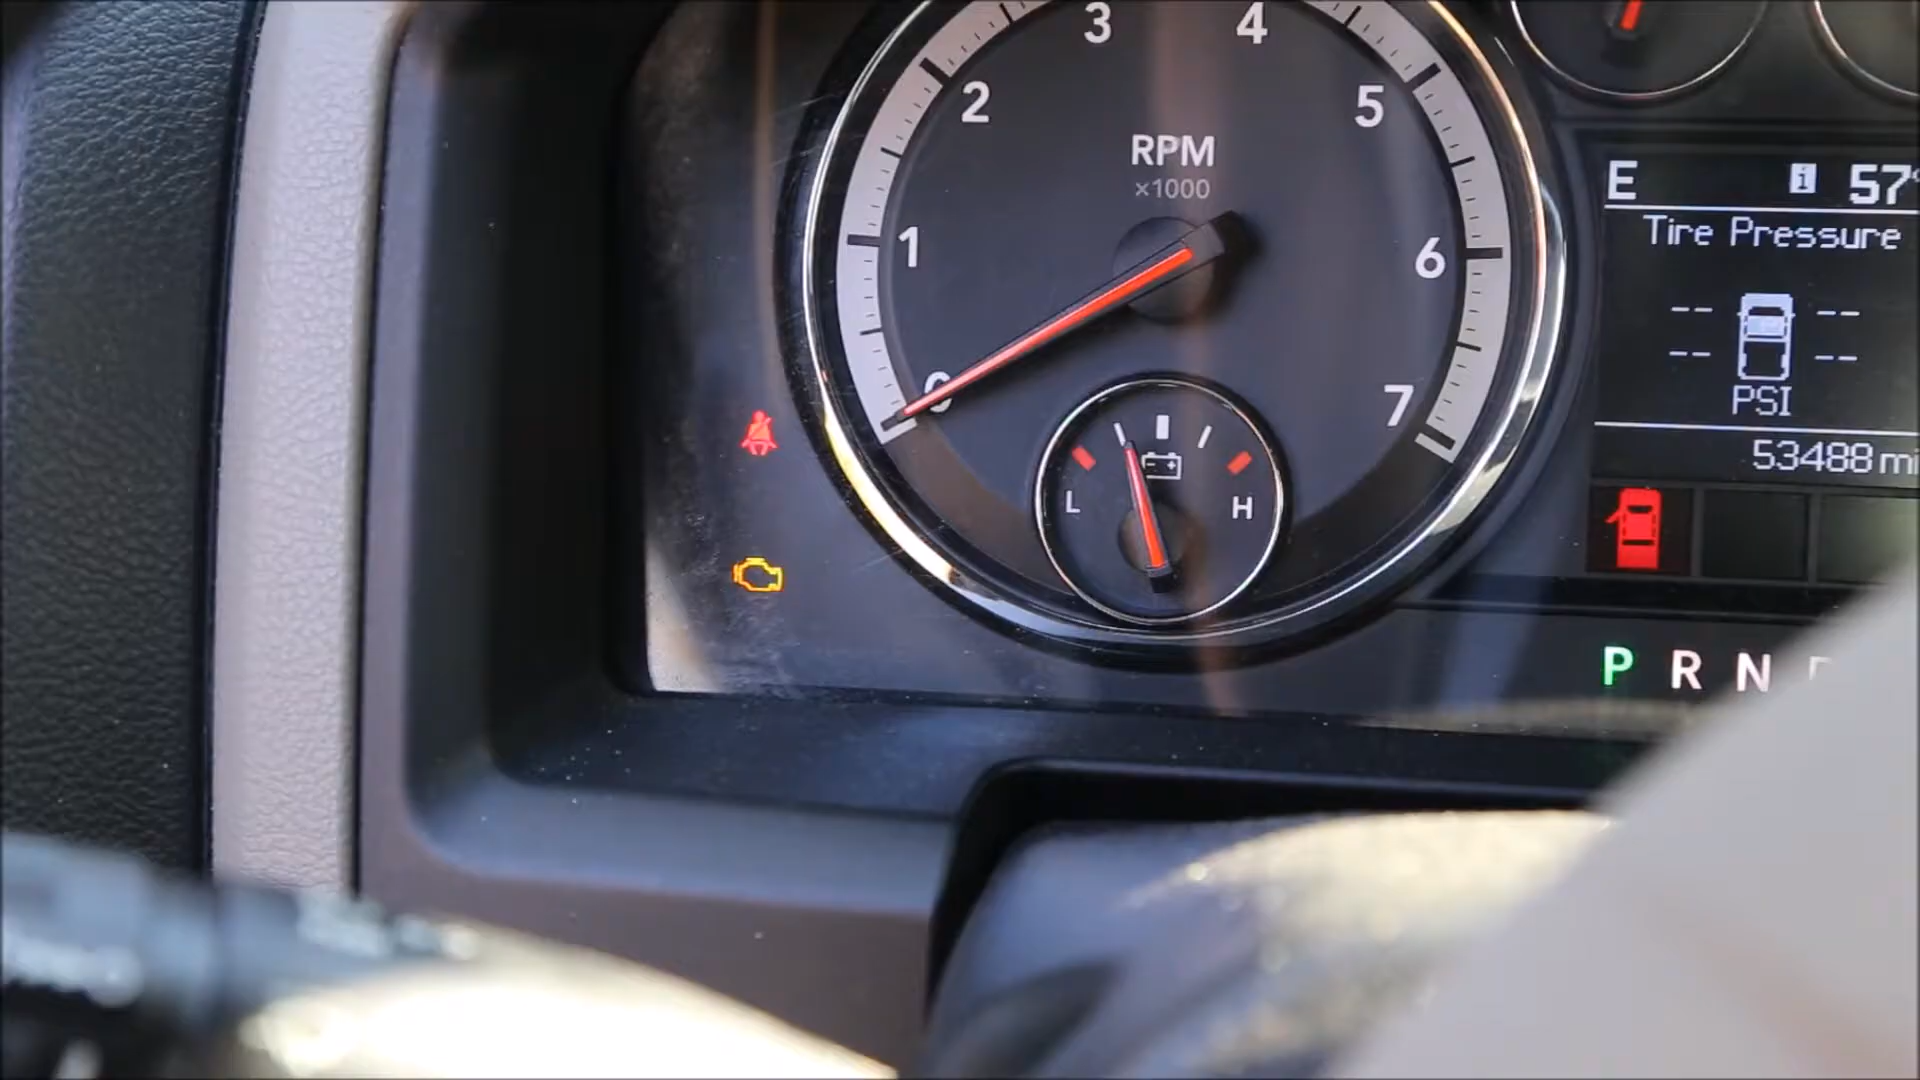 3 4
2 5
RPM
×1000
1 6
0 7
L H
E i 57°
Tire Pressure
-- --
-- --
PSI
53488 mi
P R N